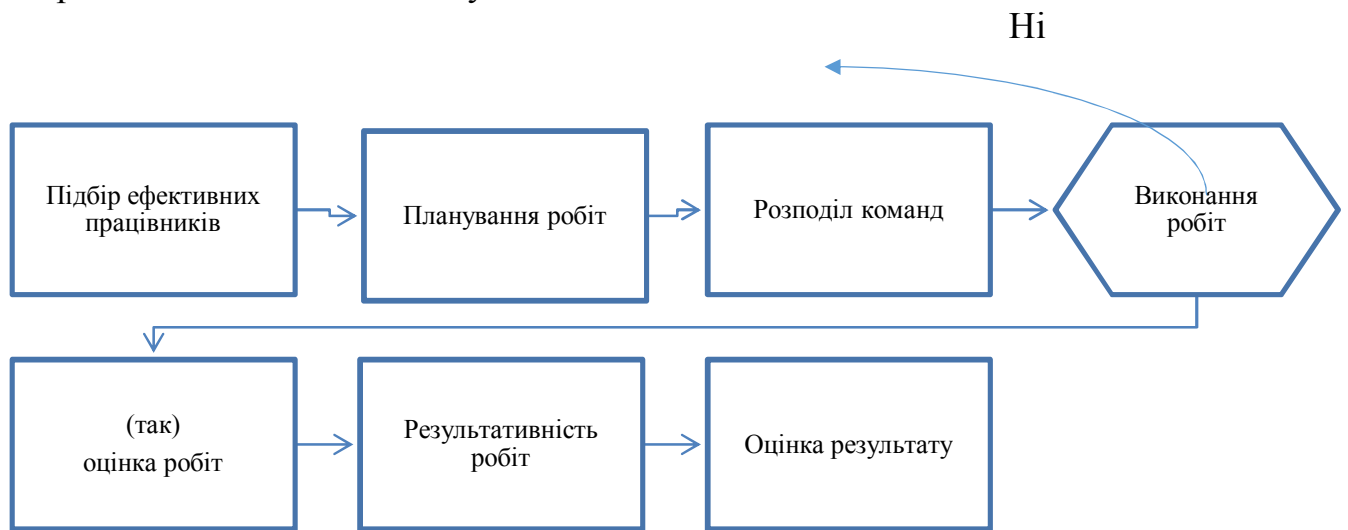 Ні
Підбір ефективних
працівників
Планування робіт
Розподіл команд
Виконання
робіт
(так)
оцінка робіт
Результативність
робіт
Оцінка результату